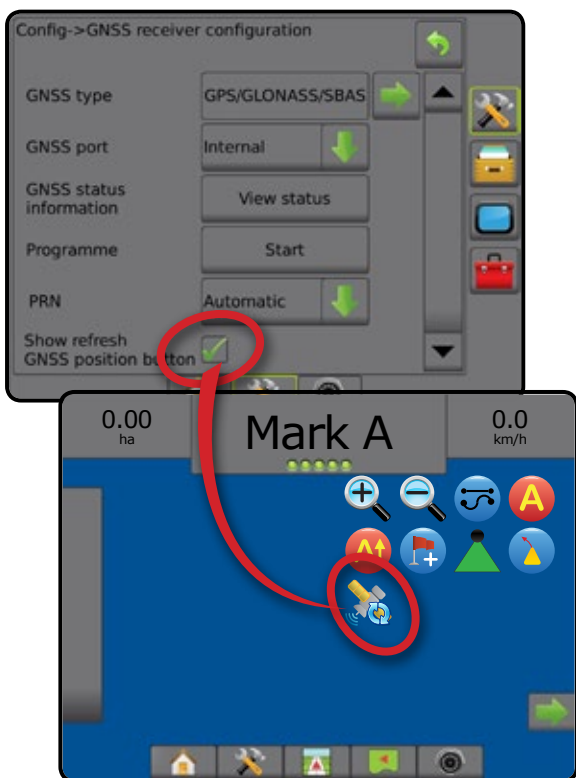 Config->GNSS receiver configuration
GNSS type GPS/GLONASS/SBAS
GNSS port Internal
GNSS status
information
View status
Programme Start
PRN Automatic
Show refresh
GNSS position button
0.00
ha
Mark A
0.0
km/h
A
A